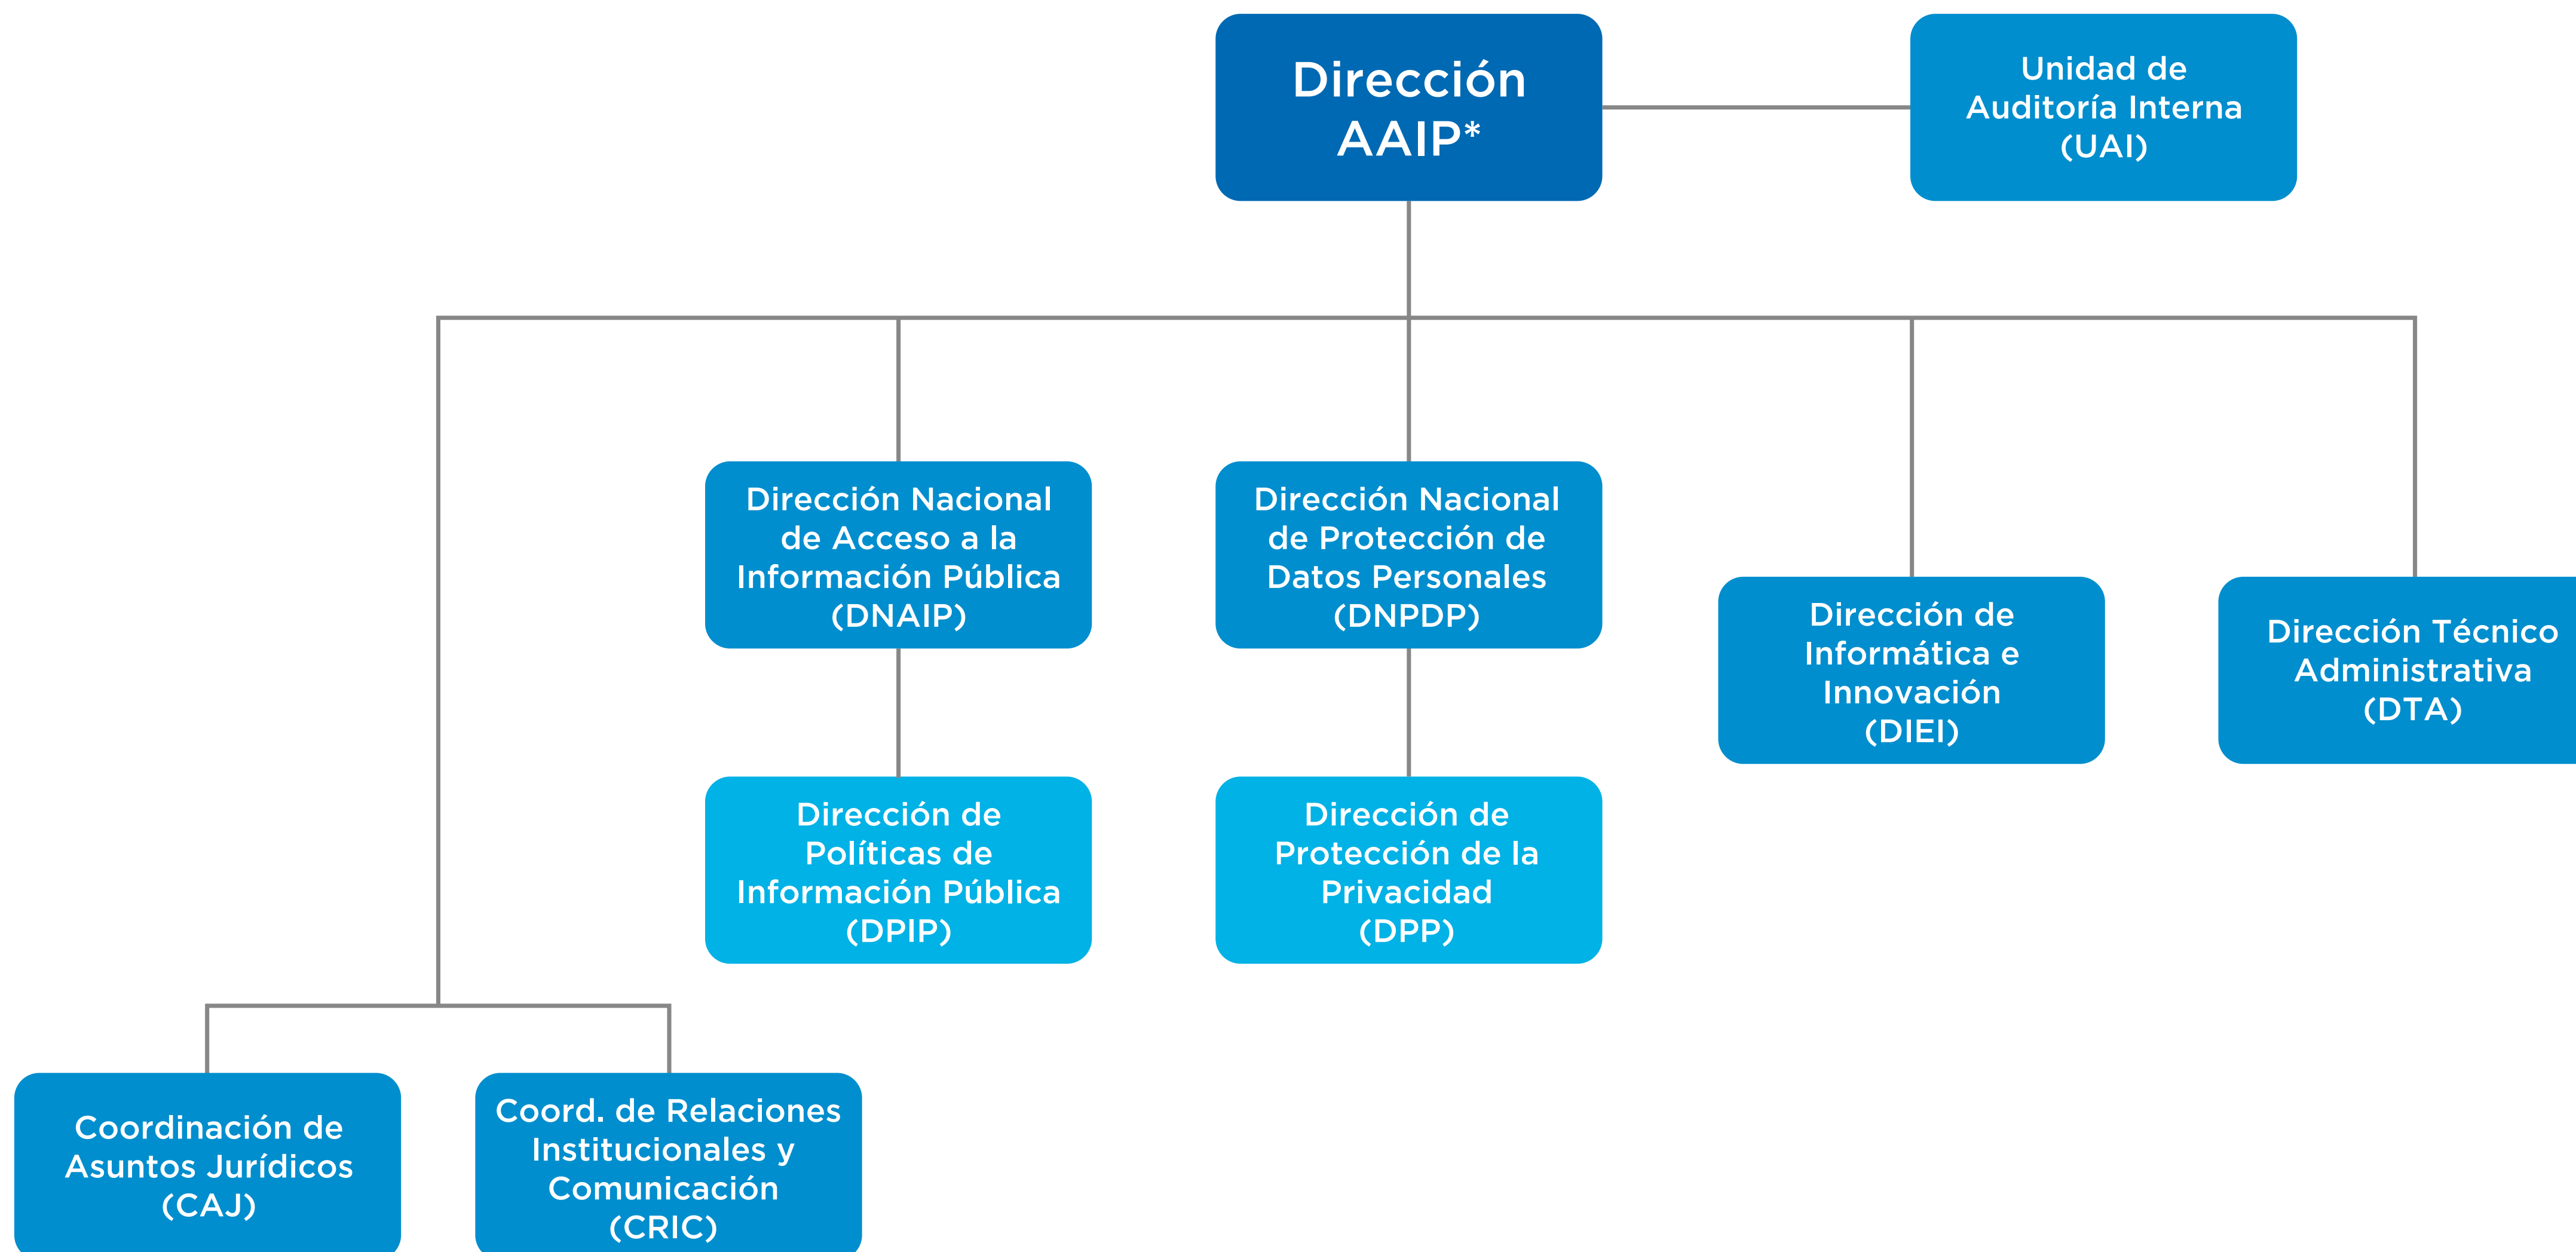 Dirección
AAIP*
Unidad de
Auditoría Interna
(UAI)
Dirección Nacional
de Acceso a la
Información Pública
(DNAIP)
Dirección Nacional
de Protección de
Datos Personales
(DNPDP)
Dirección de
Informática e
Innovación
(DIEI)
Dirección Técnico
Administrativa
(DTA)
Dirección de
Políticas de
Información Pública
(DPIP)
Dirección de
Protección de la
Privacidad
(DPP)
Coordinación de
Asuntos Jurídicos
(CAJ)
Coord. de Relaciones
Institucionales y
Comunicación
(CRIC)